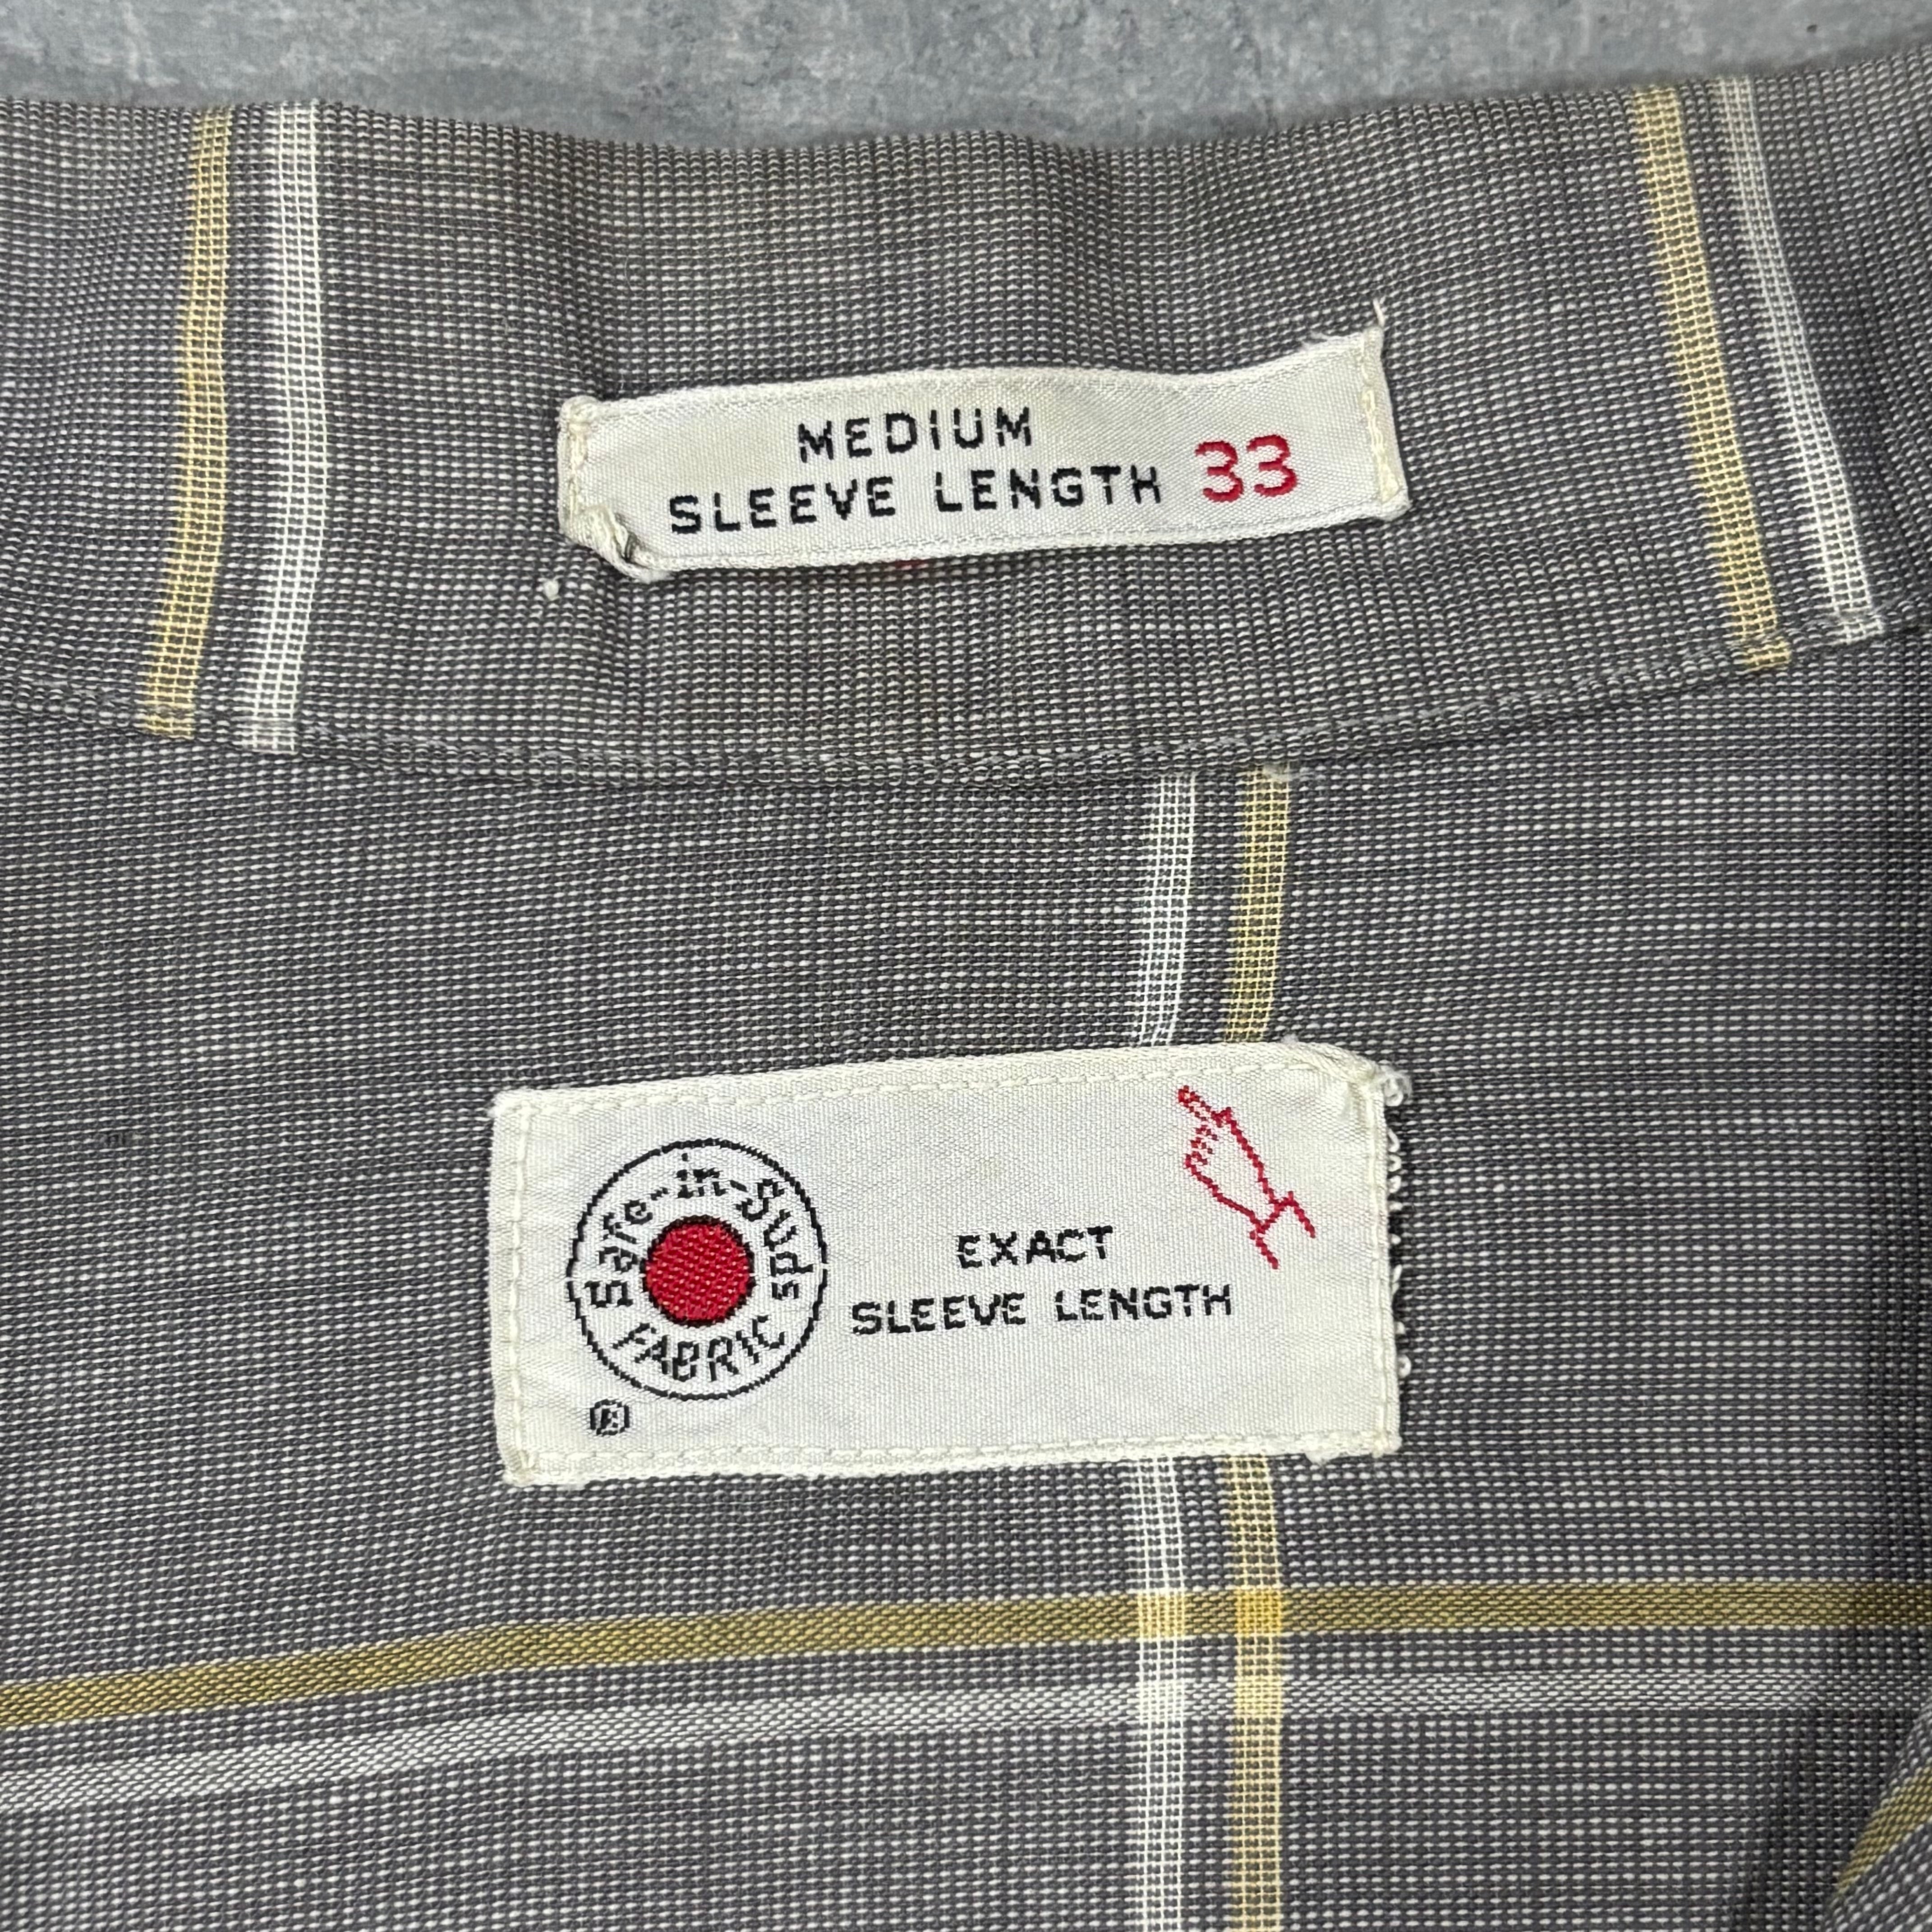 MEDIUM
SLEEVE LENGTH 33
Safe-in-Suds
FABRIC
®
EXACT
SLEEVE LENGTH